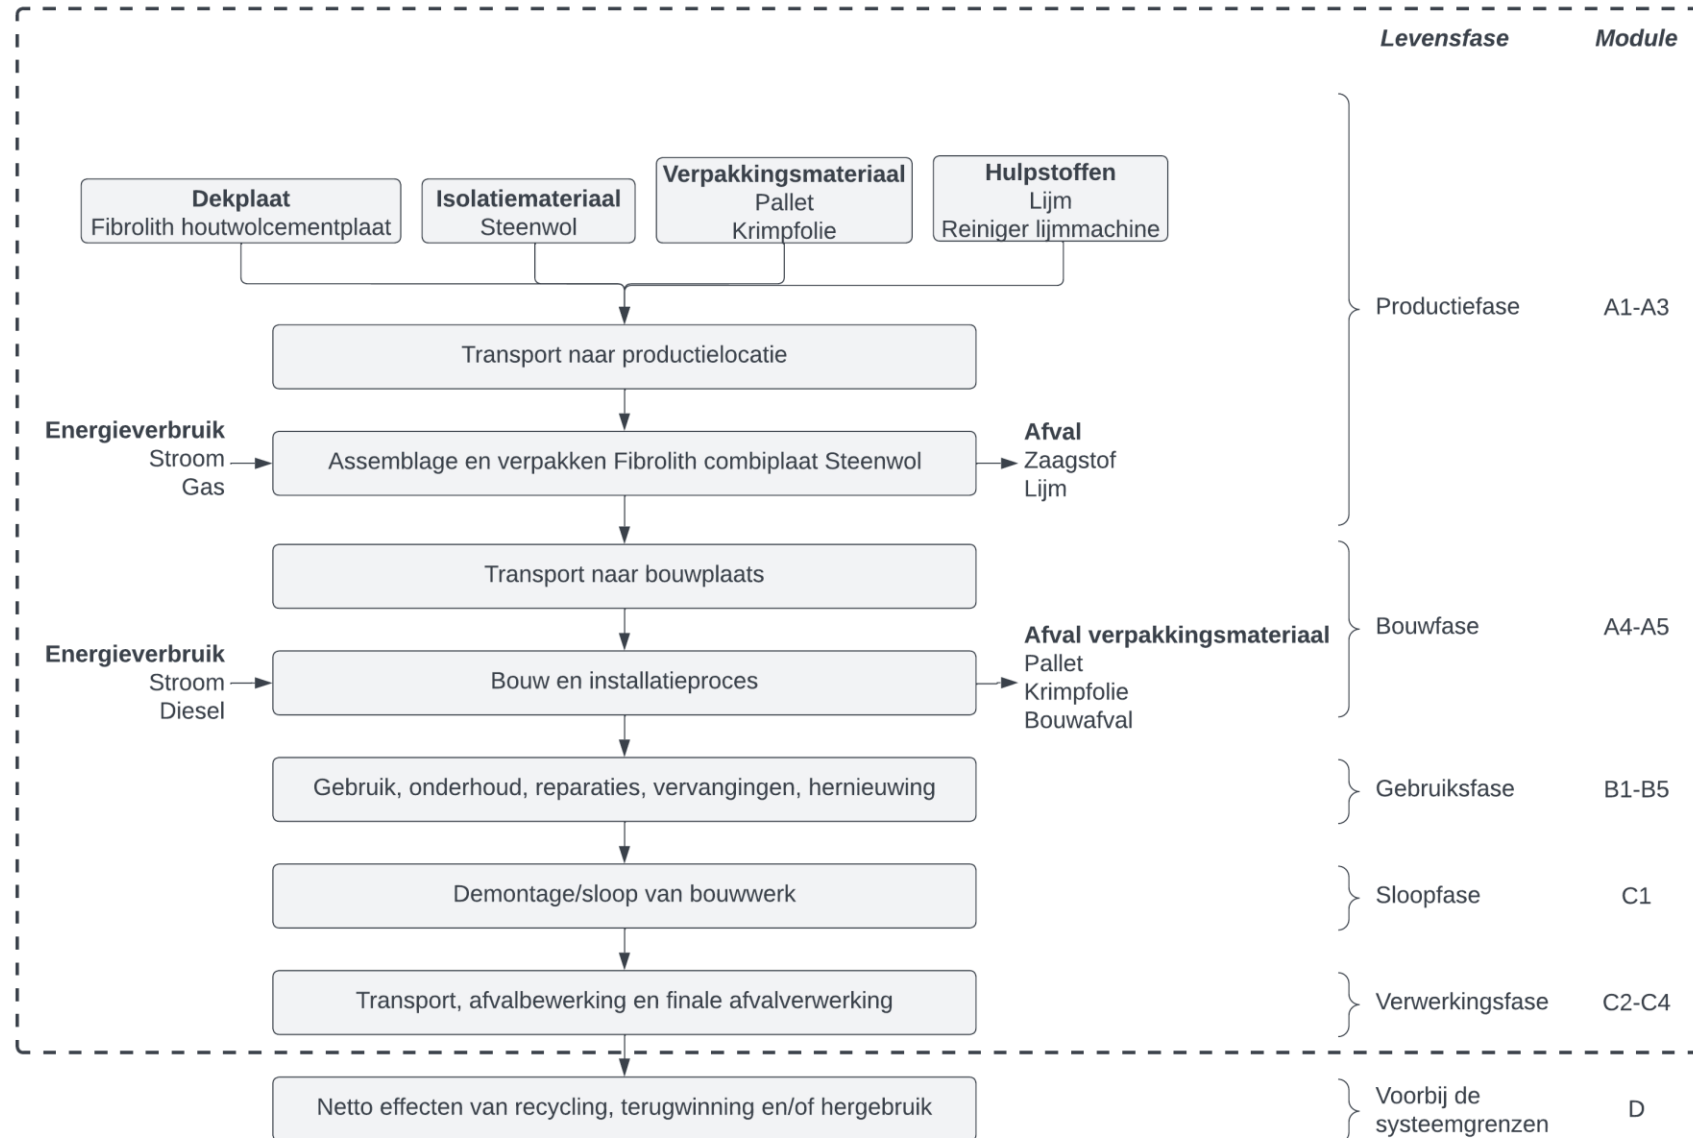 Levensfase Module
Dekplaat
Fibrolith houtwolcementplaat
Isolatiemateriaal
Steenwol
Verpakkingsmateriaal
Pallet
Krimpfolie
Hulpstoffen
Lijm
Reiniger lijmmachine
Productiefase A1-A3
Transport naar productielocatie
Energieverbruik
Stroom
Gas
Assemblage en verpakken Fibrolith combiplaat Steenwol
Afval
Zaagstof
Lijm
Transport naar bouwplaats
Bouwfase A4-A5
Energieverbruik
Stroom
Diesel
Bouw en installatieproces
Afval verpakkingsmateriaal
Pallet
Krimpfolie
Bouwafval
Gebruik, onderhoud, reparaties, vervangingen, hernieuwing
Gebruiksfase B1-B5
Demontage/sloop van bouwwerk
Sloopfase C1
Transport, afvalbewerking en finale afvalverwerking
Verwerkingsfase C2-C4
Netto effecten van recycling, terugwinning en/of hergebruik
Voorbij de
systeemgrenzen D